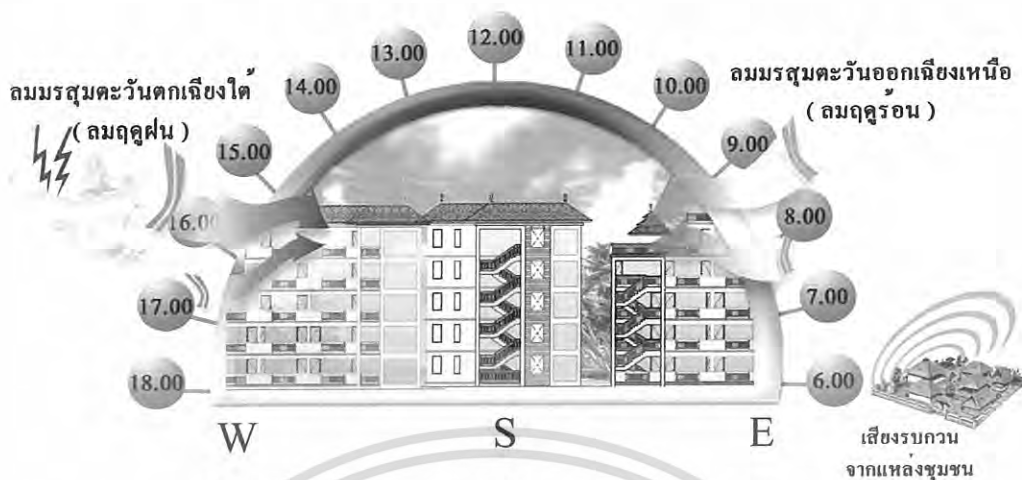 12.00
13.00
11.00
14.00
10.00
ลมมรสุมตะวันตกเฉียงใต้
(ลมฤดูฝน)
ลมมรสุมตะวันออกเฉียงเหนือ
(ลมฤดูร้อน)
15.00
9.00
16.00
8.00
17.00
7.00
18.00
6.00
W
S
E
เสียงรบกวน
จากแหล่งชุมชน